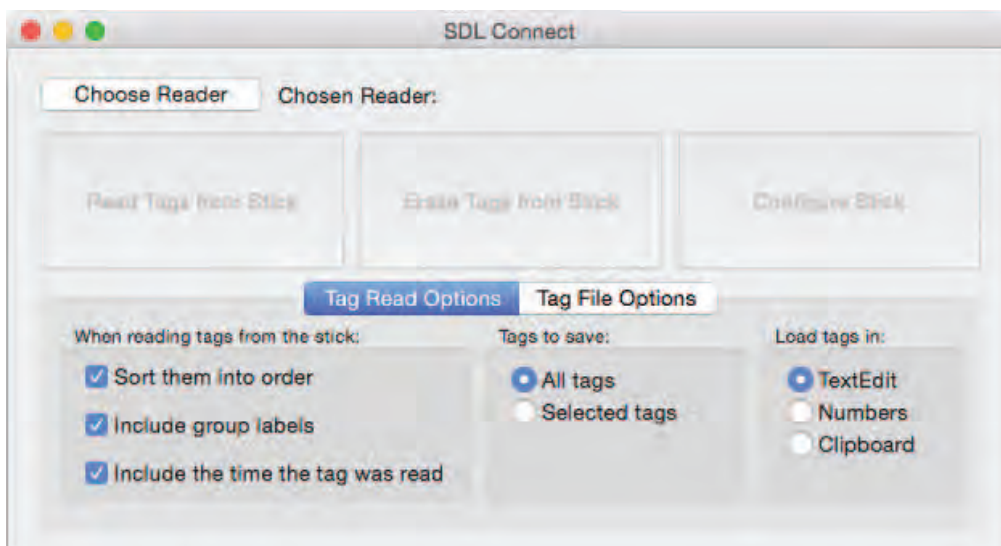 SDL Connect
Choose Reader Chosen Reader:
Read Tags from Stick Erase Tags from Stick Configure Stick
Tag Read Options Tag File Options
When reading tags from the stick: Tags to save: Load tags in:
Sort them into order All tags TextEdit
Include group labels Selected tags Numbers
Clipboard
Include the time the tag was read